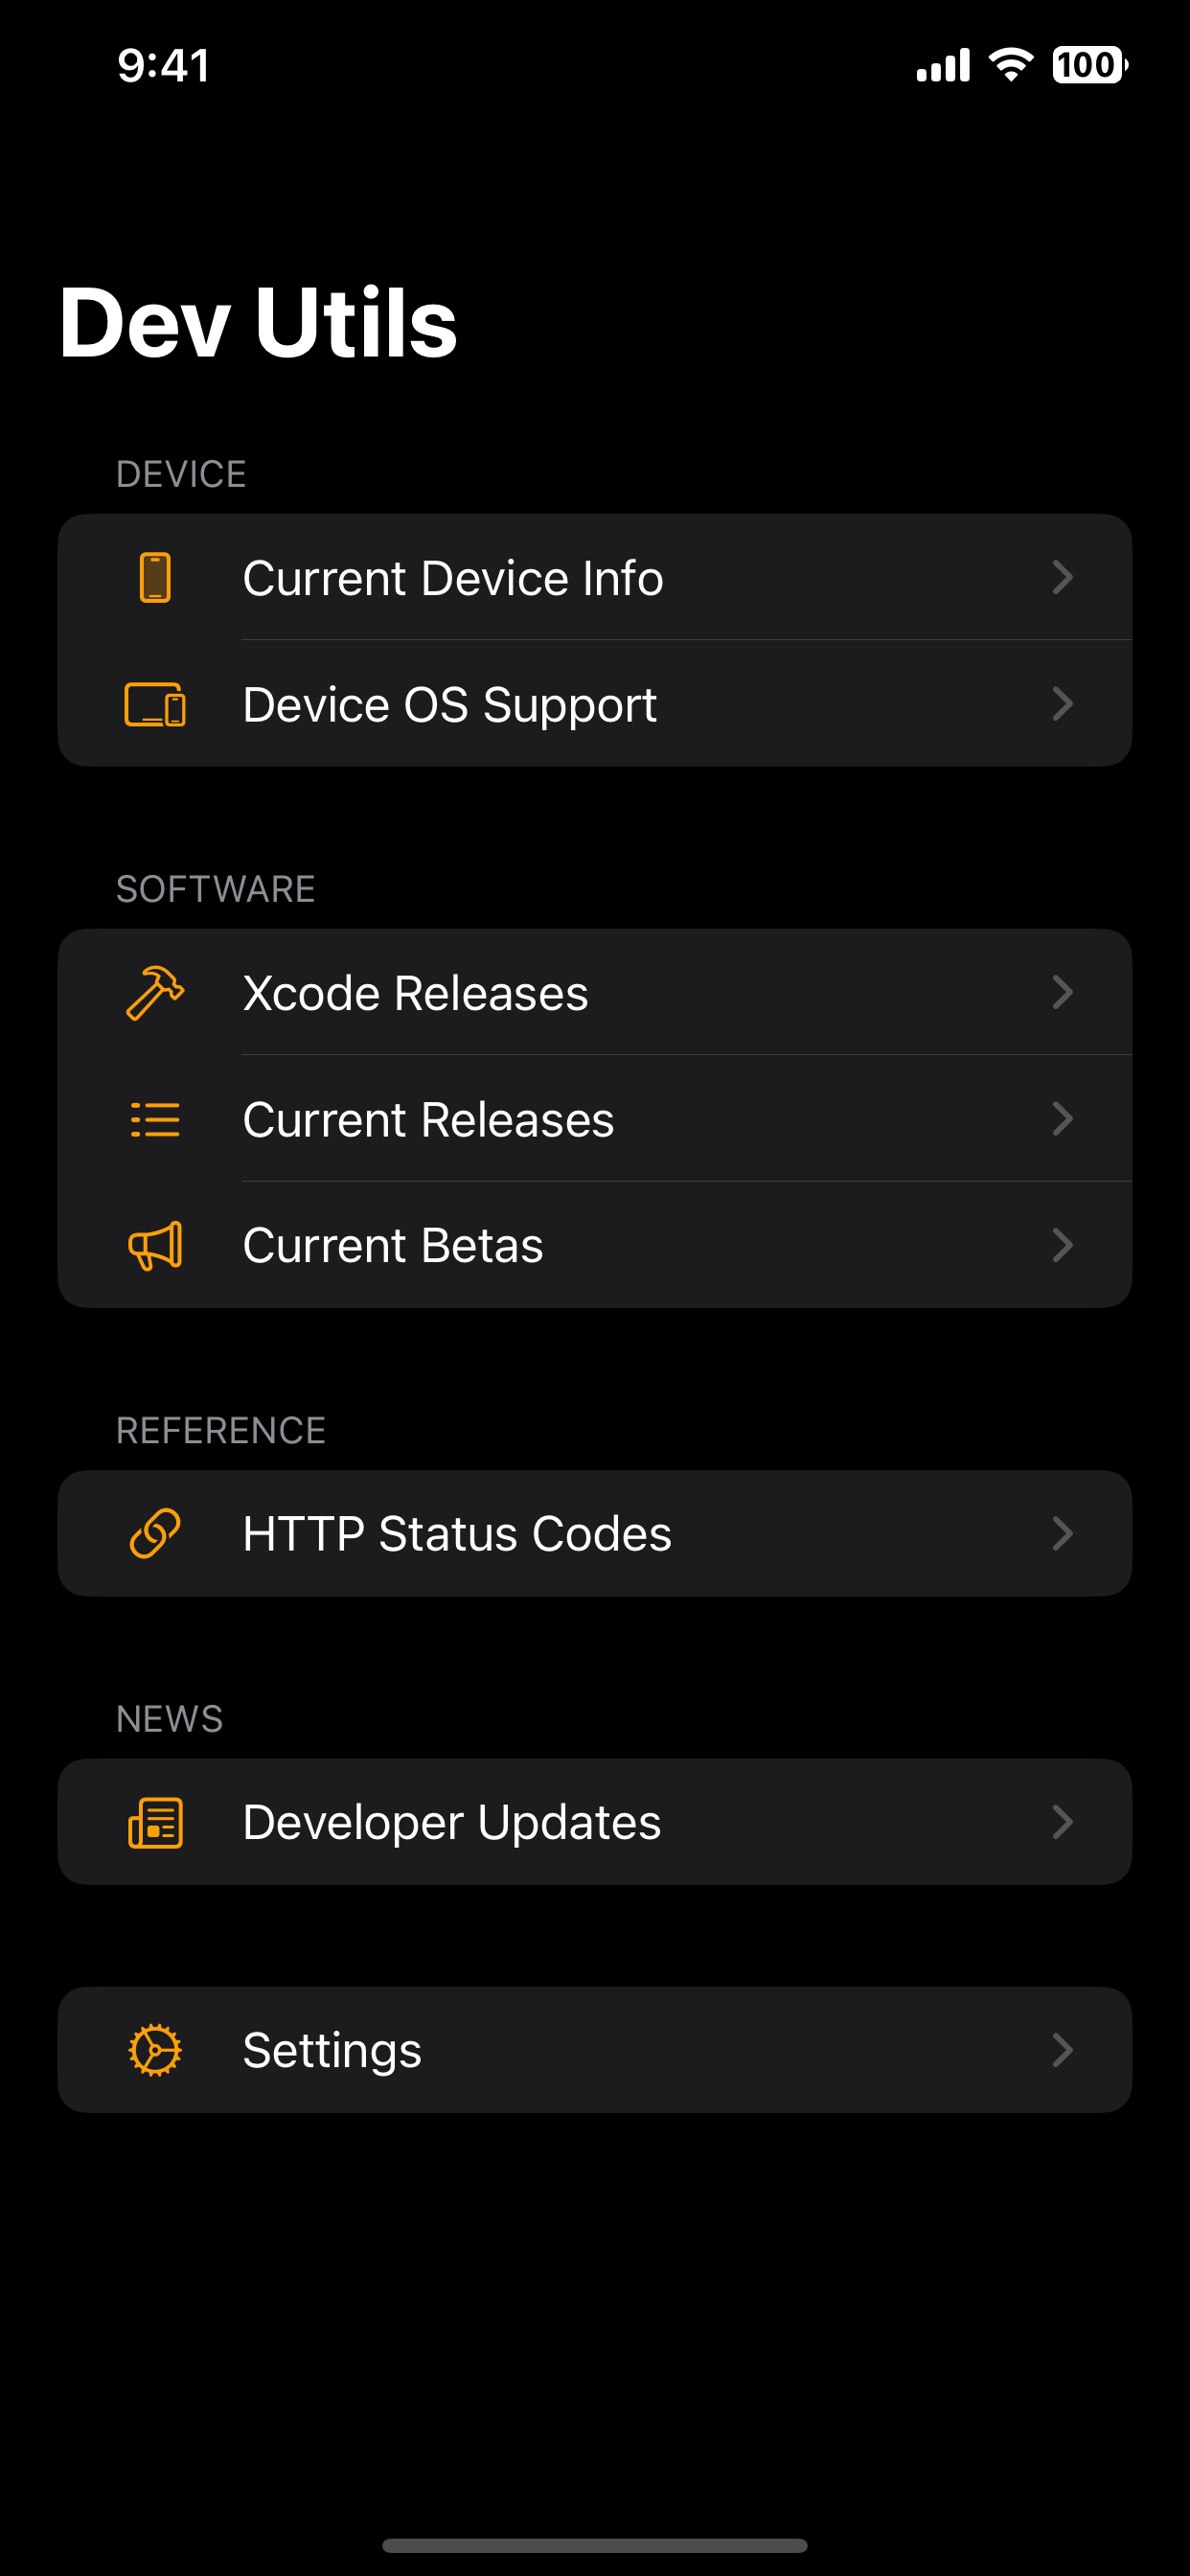 9:41
100
Dev Utils
DEVICE
Current Device Info
Device OS Support
SOFTWARE
Xcode Releases
Current Releases
Current Betas
REFERENCE
HTTP Status Codes
NEWS
Developer Updates
Settings